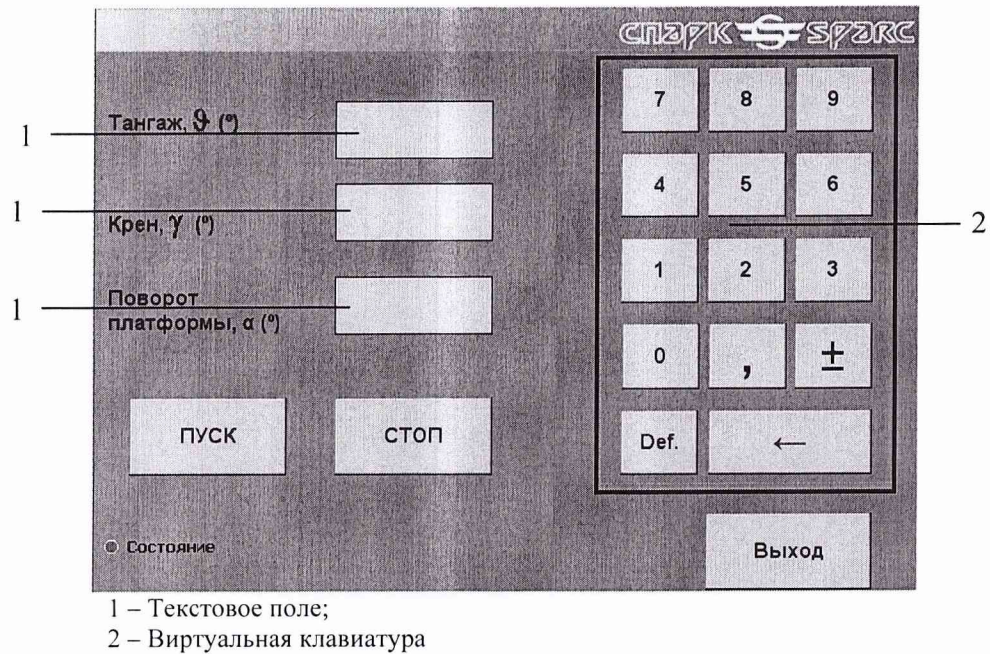 СПАРК SPARC
1 Тангаж, ϑ (°)
1 Крен, γ (°)
1 Поворот
платформы, α (°)
ПУСК СТОП
Состояние
7 8 9
4 5 6
2
1 2 3
0 , ±
Def. ←
Выход
1 – Текстовое поле;
2 – Виртуальная клавиатура